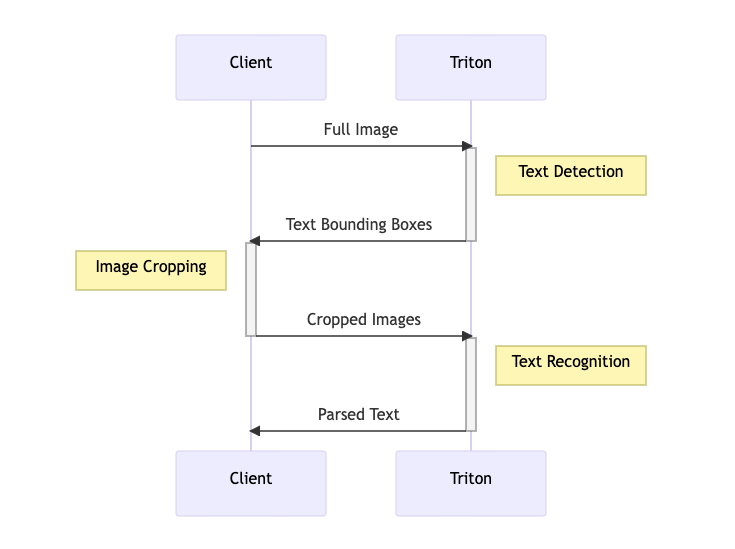 Client
Triton
Full Image
Text Detection
Text Bounding Boxes
Image Cropping
Cropped Images
Text Recognition
Parsed Text
Client
Triton